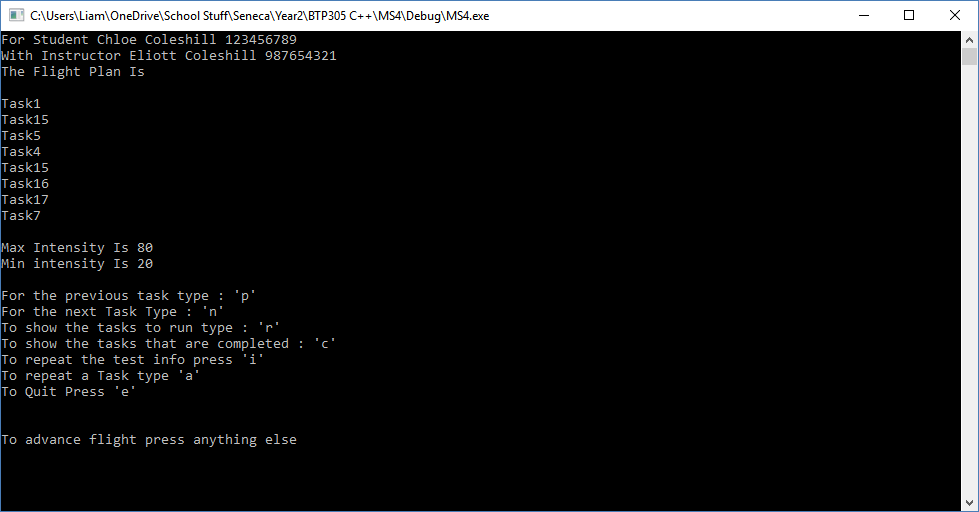 C:\Users\Liam\OneDrive\School Stuff\Seneca\Year2\BTP305 C++\MS4\Debug\MS4.exe
For Student Chloe Coleshill 123456789
With Instructor Eliott Coleshill 987654321
The Flight Plan Is
Task1
Task15
Task5
Task4
Task15
Task16
Task17
Task7
Max Intensity Is 80
Min intensity Is 20
For the previous task type : 'p'
For the next Task Type : 'n'
To show the tasks to run type : 'r'
To show the tasks that are completed : 'c'
To repeat the test info press 'i'
To repeat a Task type 'a'
To Quit Press 'e'
To advance flight press anything else